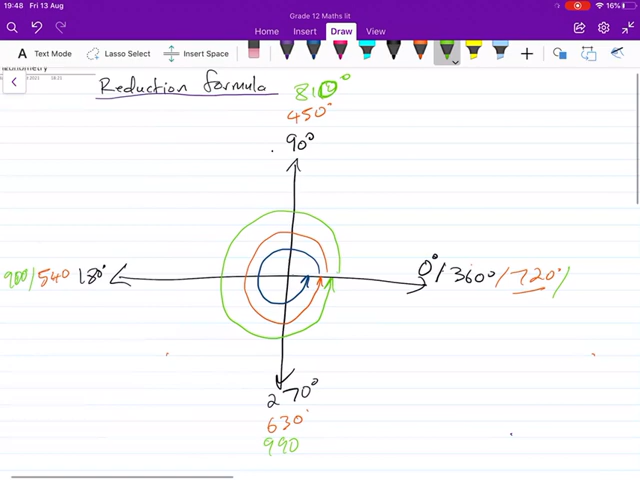 19:48 Fri 13 Aug
16%
Grade 12 Maths lit
Home Insert Draw View
A Text Mode Lasso Select Insert Space
Reduction formula
810°
450°
90°
900/540 180°
0°/360°/720°/
270°
630°
990